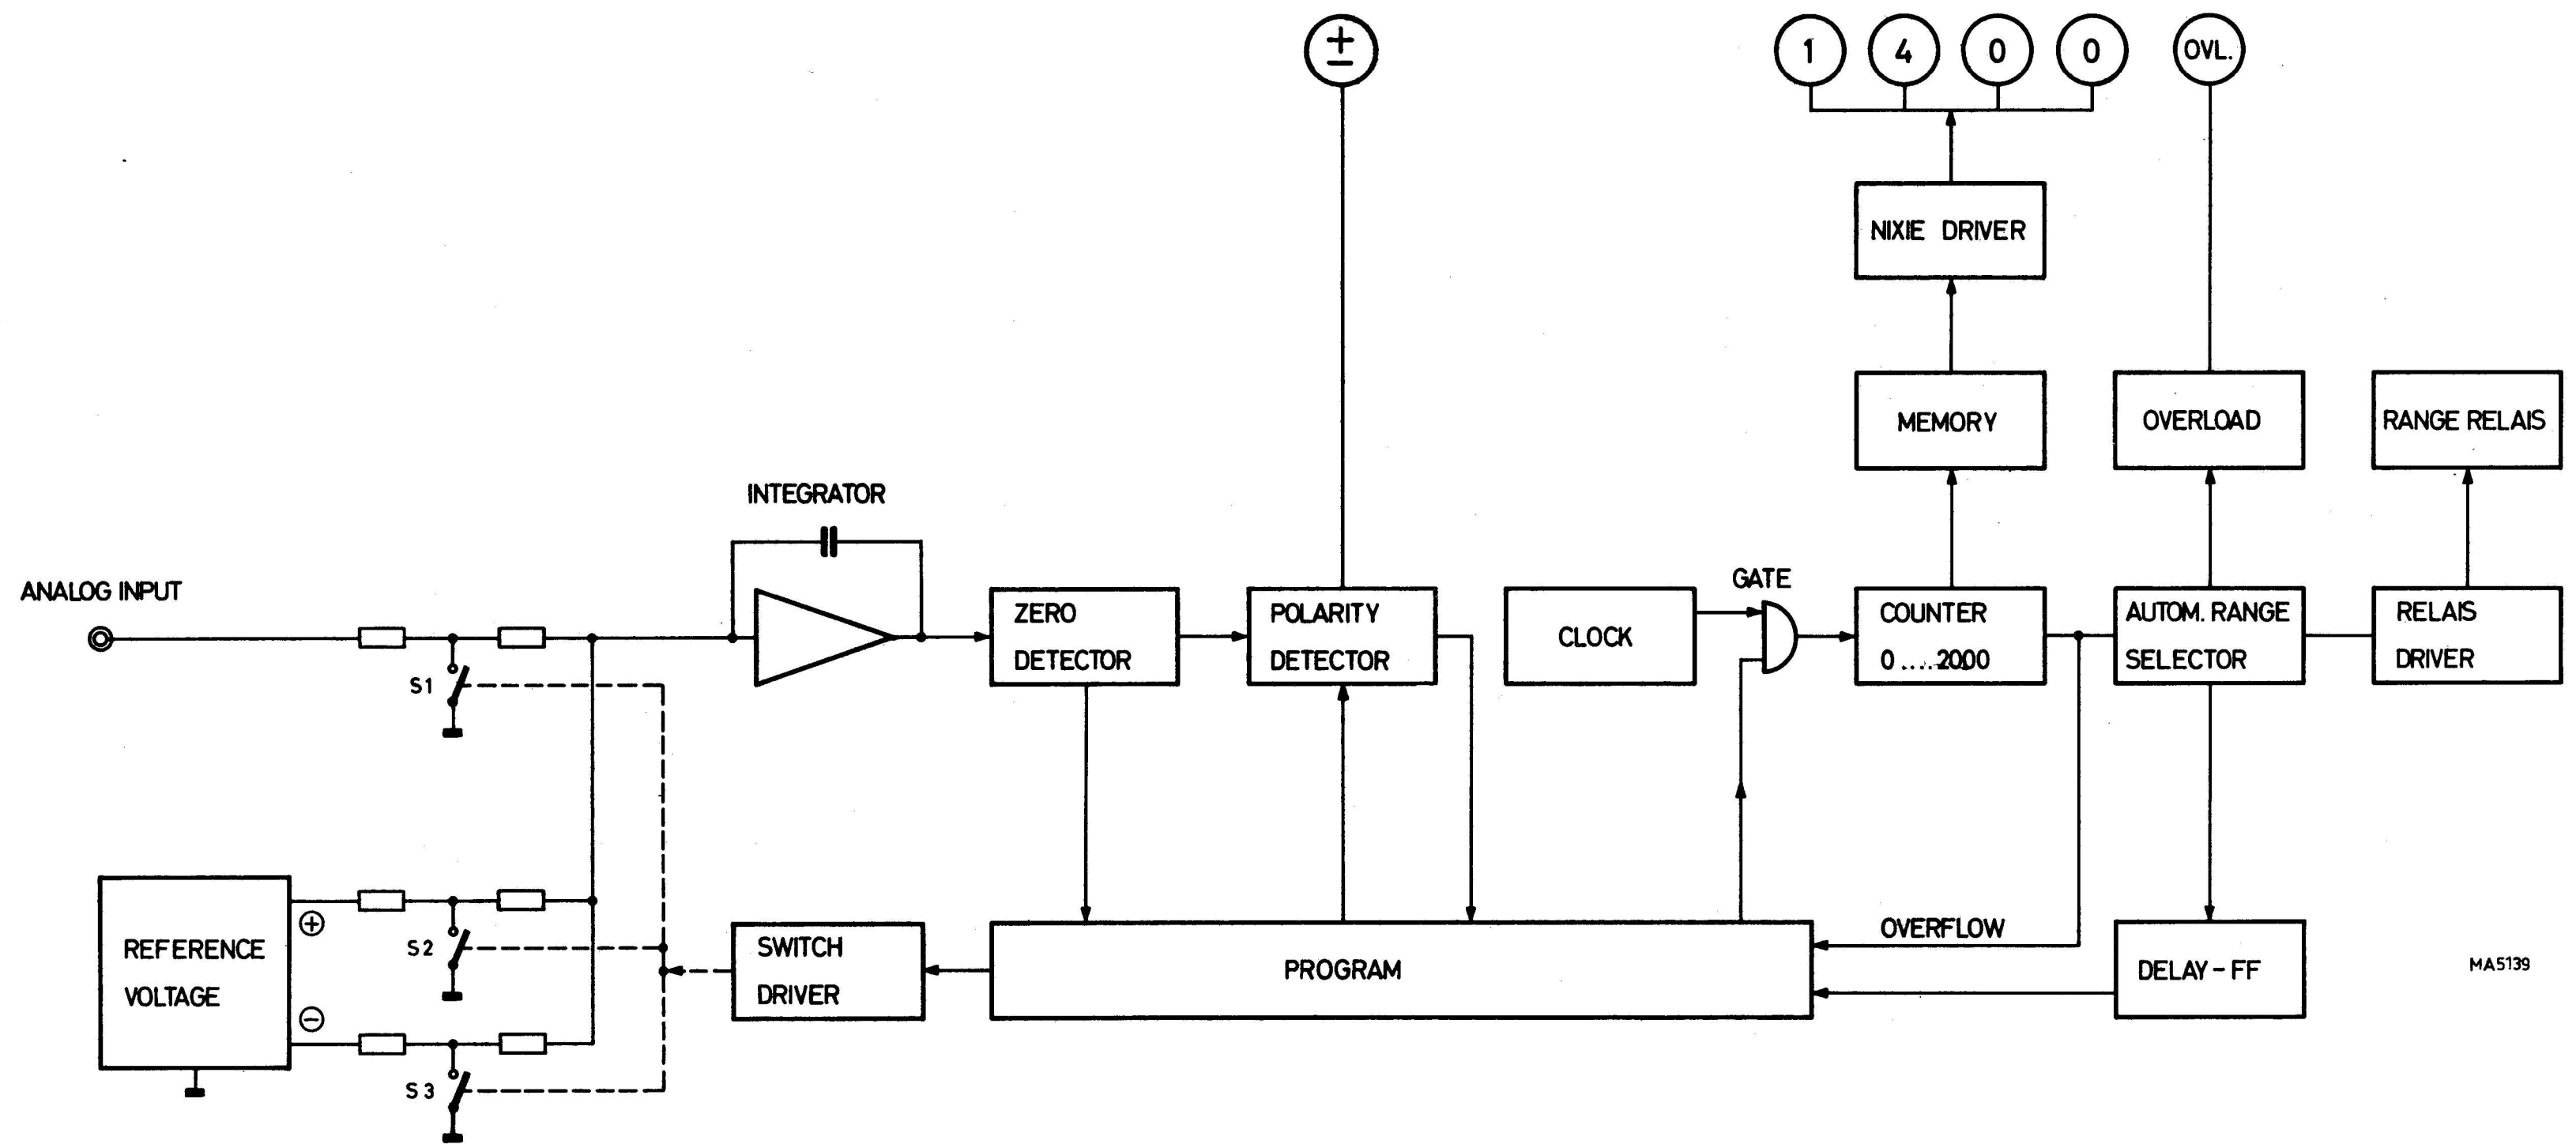 ±
1 4 0 0
OVL.
NIXIE DRIVER
MEMORY
OVERLOAD
RANGE RELAIS
INTEGRATOR
ANALOG INPUT
ZERO
DETECTOR
POLARITY
DETECTOR
CLOCK
GATE
COUNTER
0....2000
AUTOM. RANGE
SELECTOR
RELAIS
DRIVER
S1
REFERENCE
VOLTAGE
+
−
S2
S3
SWITCH
DRIVER
PROGRAM
OVERFLOW
DELAY-FF
MA5139